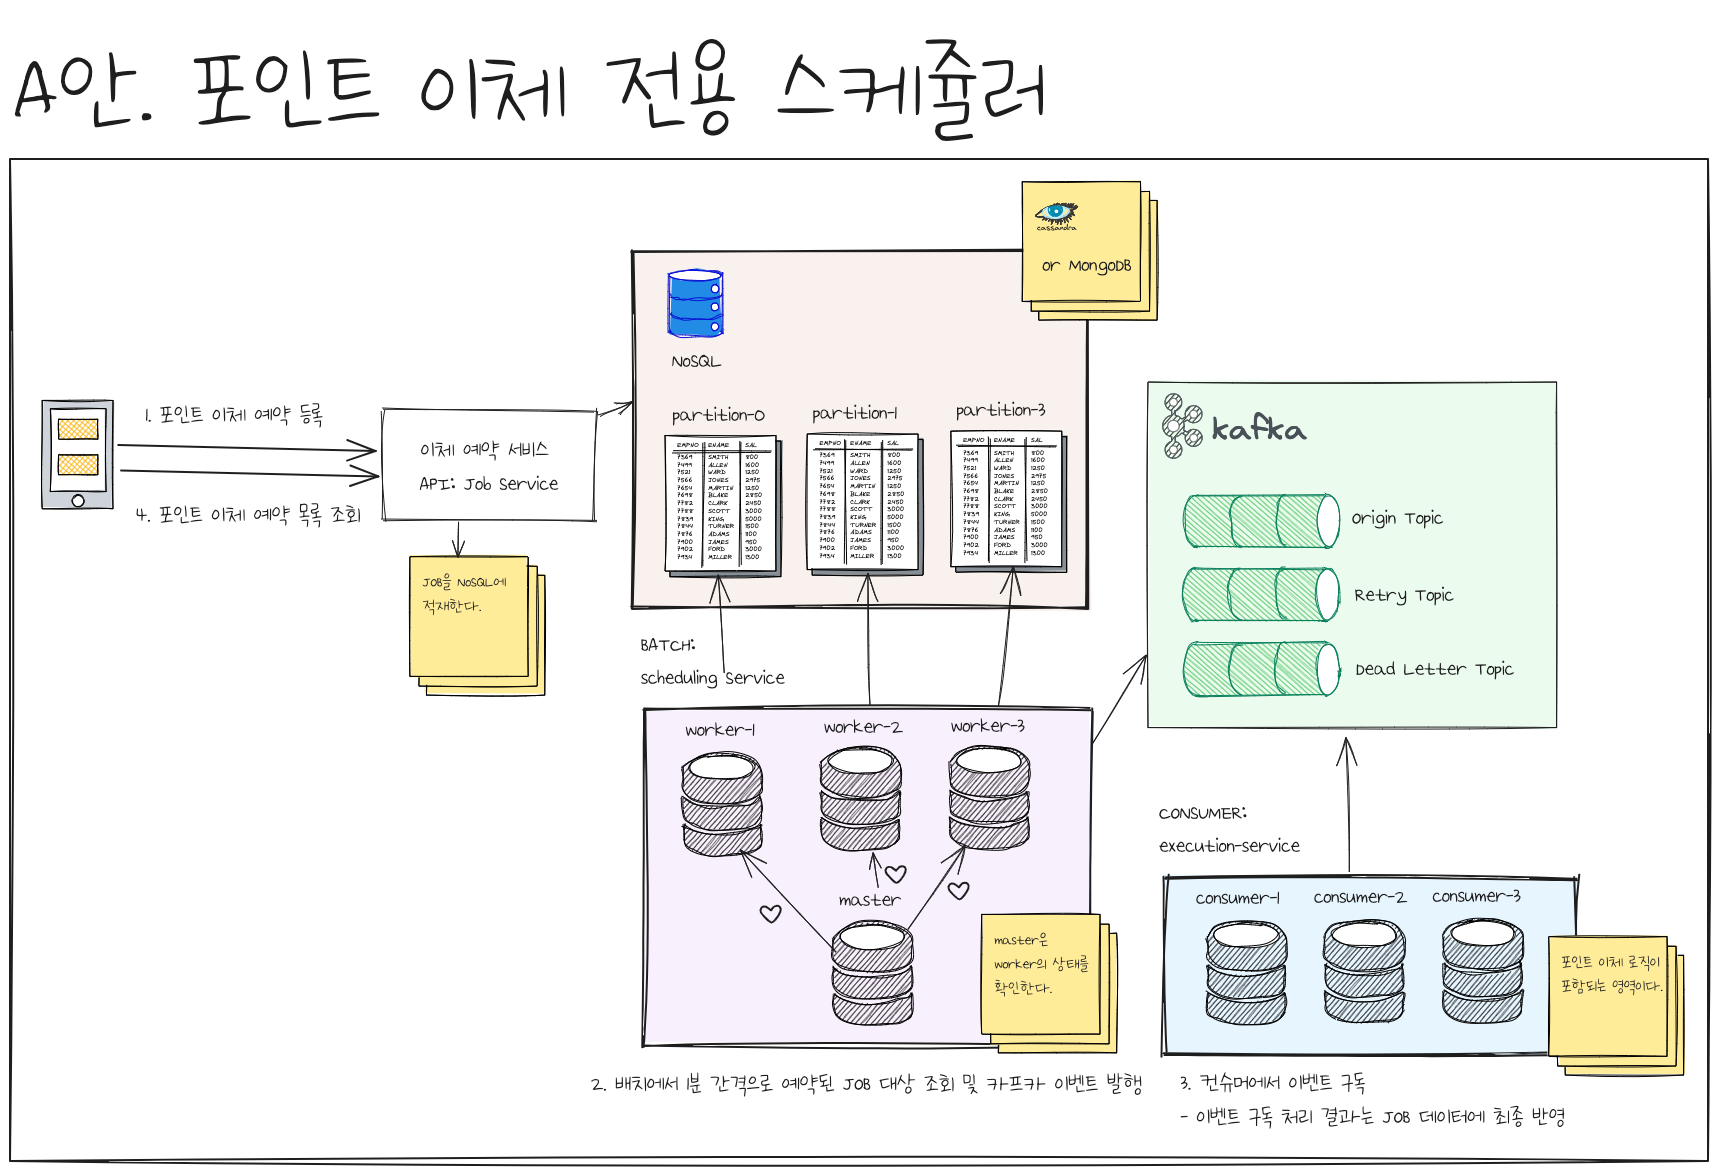 A안. 포인트 이체 전용 스케쥴러
cassandra
or MongoDB
NoSQL
partition-0
partition-1
partition-3
EMPNO ENAME SAL
7369 SMITH 800
7499 ALLEN 1600
7521 WARD 1250
7566 JONES 2975
7654 MARTIN 1250
7698 BLAKE 2850
7782 CLARK 2450
7788 SCOTT 3000
7839 KING 5000
7844 TURNER 1500
7876 ADAMS 1100
7900 JAMES 950
7902 FORD 3000
7934 MILLER 1300
EMPNO ENAME SAL
7369 SMITH 800
7499 ALLEN 1600
7521 WARD 1250
7566 JONES 2975
7654 MARTIN 1250
7698 BLAKE 2850
7782 CLARK 2450
7788 SCOTT 3000
7839 KING 5000
7844 TURNER 1500
7876 ADAMS 1100
7900 JAMES 950
7902 FORD 3000
7934 MILLER 1300
EMPNO ENAME SAL
7369 SMITH 800
7499 ALLEN 1600
7521 WARD 1250
7566 JONES 2975
7654 MARTIN 1250
7698 BLAKE 2850
7782 CLARK 2450
7788 SCOTT 3000
7839 KING 5000
7844 TURNER 1500
7876 ADAMS 1100
7900 JAMES 950
7902 FORD 3000
7934 MILLER 1300
1. 포인트 이체 예약 등록
4. 포인트 이체 예약 목록 조회
이체 예약 서비스
API: Job Service
JOB을 NoSQL에
적재한다.
kafka
Origin Topic
Retry Topic
Dead Letter Topic
BATCH:
scheduling Service
worker-1
worker-2
worker-3
master
master은
worker의 상태를
확인한다.
CONSUMER:
execution-service
consumer-1
consumer-2
consumer-3
포인트 이체 로직이
포함되는 영역이다.
2. 배치에서 1분 간격으로 예약된 JOB 대상 조회 및 카프카 이벤트 발행
3. 컨슈머에서 이벤트 구독
- 이벤트 구독 처리 결과는 JOB 데이터에 최종 반영